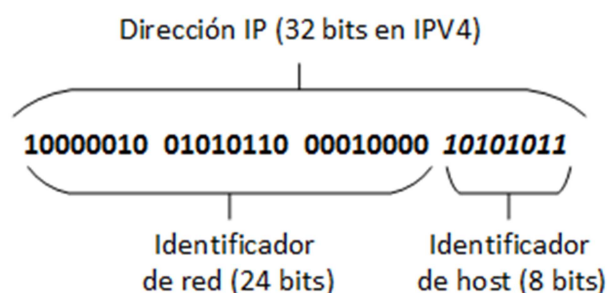 Dirección IP (32 bits en IPV4)
10000010 01010110 00010000 10101011
Identificador
de red (24 bits)
Identificador
de host (8 bits)